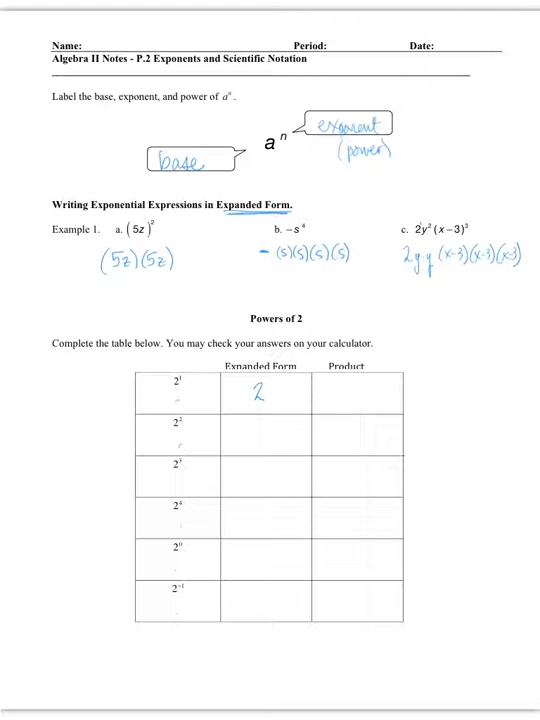 Name: Period: Date:
Algebra II Notes - P.2 Exponents and Scientific Notation
Label the base, exponent, and power of aⁿ.
exponent
aⁿ
(power)
base
Writing Exponential Expressions in Expanded Form.
Example 1. a. (5z)² b. −s⁴ c. 2y²(x − 3)³
(5z)(5z) - (s)(s)(s)(s) 2y·y(x-3)(x-3)(x-3)
Powers of 2
Complete the table below. You may check your answers on your calculator.
Expanded Form Product
2¹ 2
2²
2³
2⁴
2⁰
2⁻¹